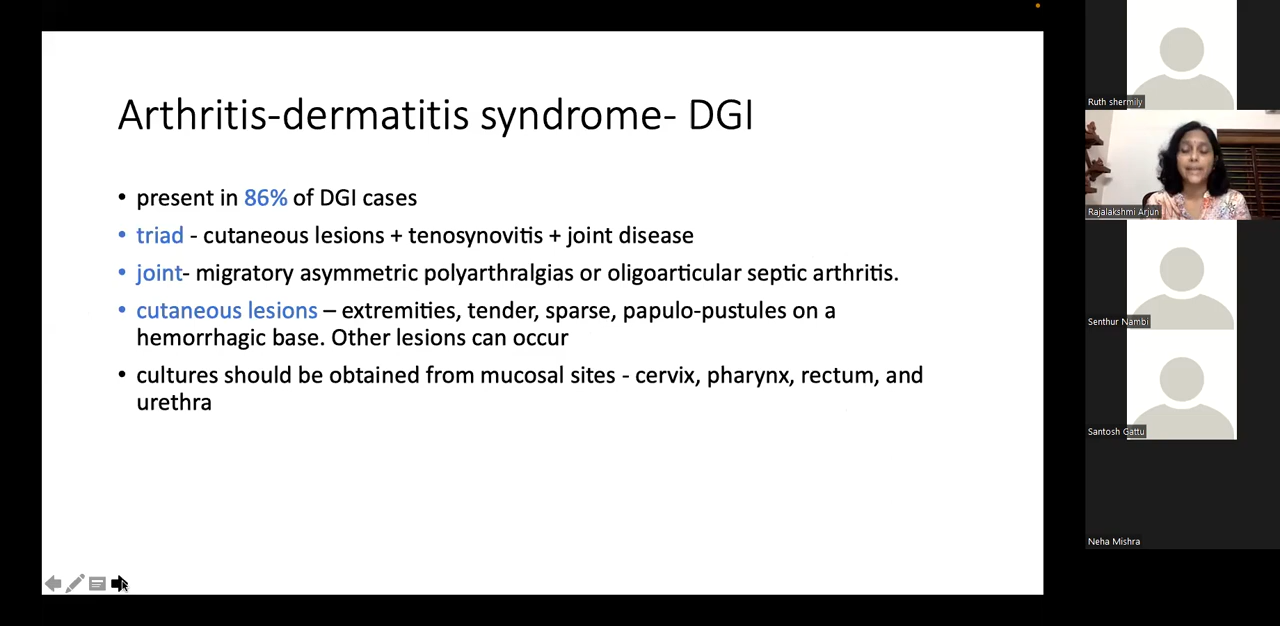 Arthritis-dermatitis syndrome- DGI
• present in 86% of DGI cases
• triad - cutaneous lesions + tenosynovitis + joint disease
• joint- migratory asymmetric polyarthralgias or oligoarticular septic arthritis.
• cutaneous lesions – extremities, tender, sparse, papulo-pustules on a
hemorrhagic base. Other lesions can occur
• cultures should be obtained from mucosal sites - cervix, pharynx, rectum, and
urethra
Ruth shermily
Rajalakshmi Arjun
Senthur Nambi
Santosh Gattu
Neha Mishra